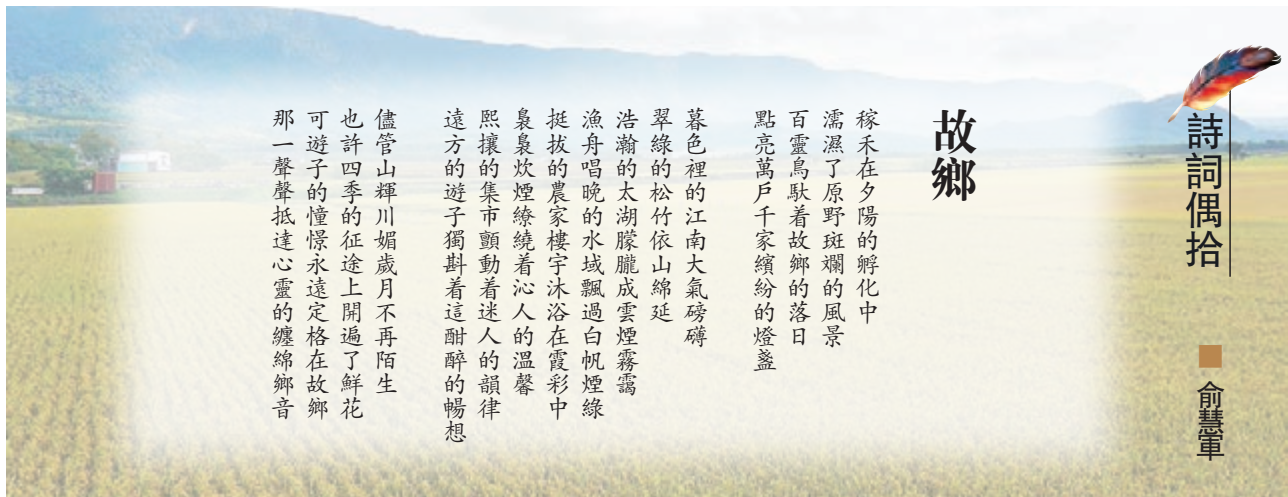 詩詞偶拾
俞慧軍
故鄉
稼禾在夕陽的孵化中
濡濕了原野斑斕的風景
百靈鳥馱着故鄉的落日
點亮萬戶千家繽紛的燈盞
暮色裡的江南大氣磅礴
翠綠的松竹依山綿延
浩瀚的太湖朦朧成雲煙霧靄
漁舟唱晚的水域飄過白帆煙綠
挺拔的農家樓宇沐浴在霞彩中
裊裊炊煙繚繞着沁人的溫馨
熙攘的集市顫動着迷人的韻律
遠方的遊子獨斟着這酣醉的暢想
儘管山輝川媚歲月不再陌生
也許四季的征途上開遍了鮮花
可遊子的憧憬永遠定格在故鄉
那一聲聲抵達心靈的纏綿鄉音